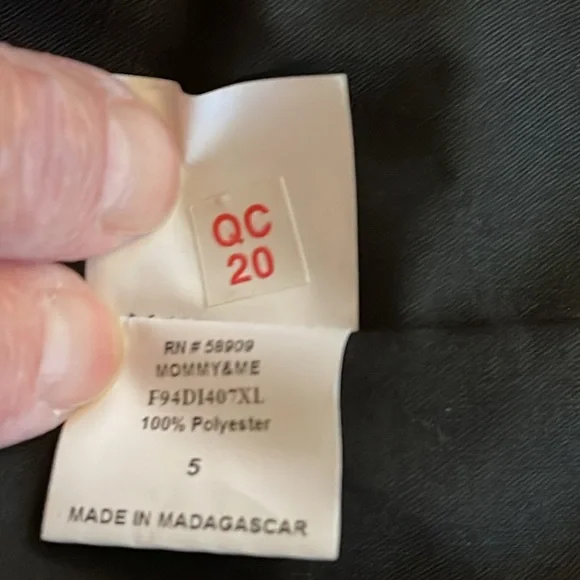 QC
20
RN # 58909
MOMMY&ME
F94DI407XL
100% Polyester
5
MADE IN MADAGASCAR